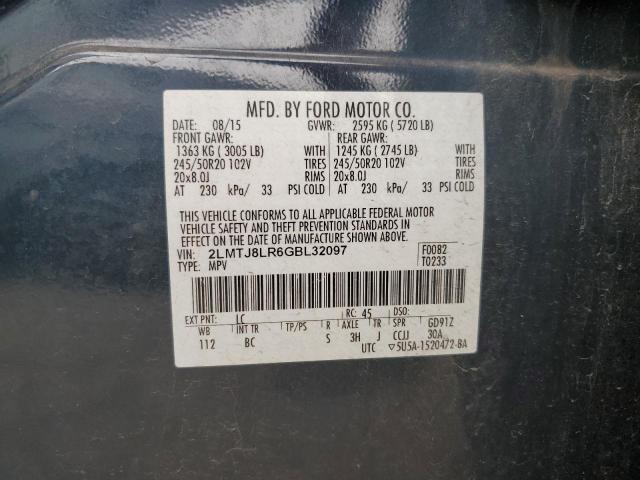 MFD. BY FORD MOTOR CO.
DATE: 08/15 GVWR: 2595 KG ( 5720 LB)
FRONT GAWR: REAR GAWR:
1363 KG ( 3005 LB) WITH 1245 KG ( 2745 LB) WITH
245/50R20 102V TIRES 245/50R20 102V TIRES
20x8.0J RIMS 20x8.0J RIMS
AT 230 kPa/ 33 PSI COLD AT 230 kPa/ 33 PSI COLD
THIS VEHICLE CONFORMS TO ALL APPLICABLE FEDERAL MOTOR
VEHICLE SAFETY AND THEFT PREVENTION STANDARDS IN
EFFECT ON THE DATE OF MANUFACTURE SHOWN ABOVE.
VIN: 2LMTJ8LR6GBL32097 F0082
TYPE: MPV T0233
EXT PNT: LC RC: 45 DSO:
WB INT TR TP/PS R AXLE TR SPR GD91Z
112 BC S 3H J CCJJ 30A
UTC ▽5U5A-1520472-BA